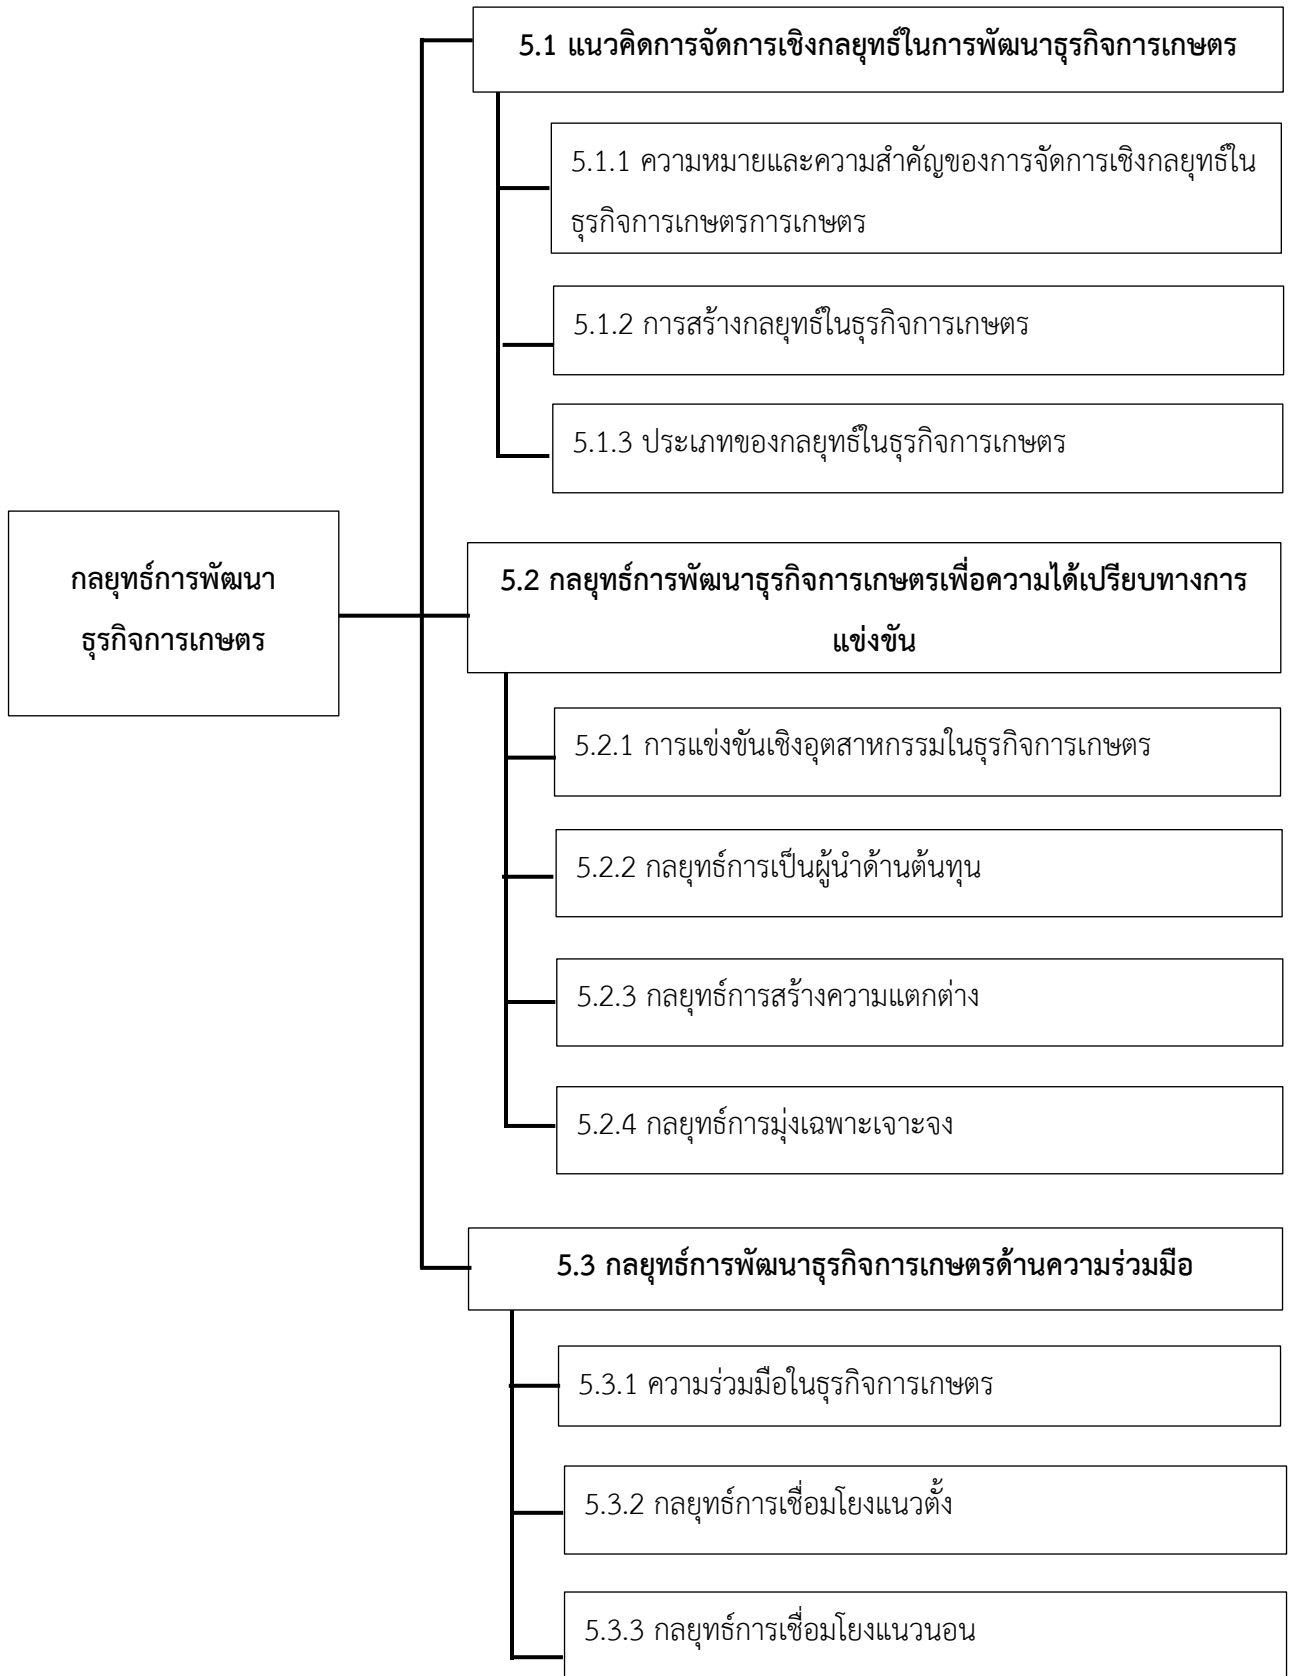 5.1 แนวคิดการจัดการเชิงกลยุทธ์ในการพัฒนาธุรกิจการเกษตร
5.1.1 ความหมายและความสำคัญของการจัดการเชิงกลยุทธ์ใน
ธุรกิจการเกษตรการเกษตร
5.1.2 การสร้างกลยุทธ์ในธุรกิจการเกษตร
5.1.3 ประเภทของกลยุทธ์ในธุรกิจการเกษตร
กลยุทธ์การพัฒนา
ธุรกิจการเกษตร
5.2 กลยุทธ์การพัฒนาธุรกิจการเกษตรเพื่อความได้เปรียบทางการ
แข่งขัน
5.2.1 การแข่งขันเชิงอุตสาหกรรมในธุรกิจการเกษตร
5.2.2 กลยุทธ์การเป็นผู้นำด้านต้นทุน
5.2.3 กลยุทธ์การสร้างความแตกต่าง
5.2.4 กลยุทธ์การมุ่งเฉพาะเจาะจง
5.3 กลยุทธ์การพัฒนาธุรกิจการเกษตรด้านความร่วมมือ
5.3.1 ความร่วมมือในธุรกิจการเกษตร
5.3.2 กลยุทธ์การเชื่อมโยงแนวตั้ง
5.3.3 กลยุทธ์การเชื่อมโยงแนวนอน